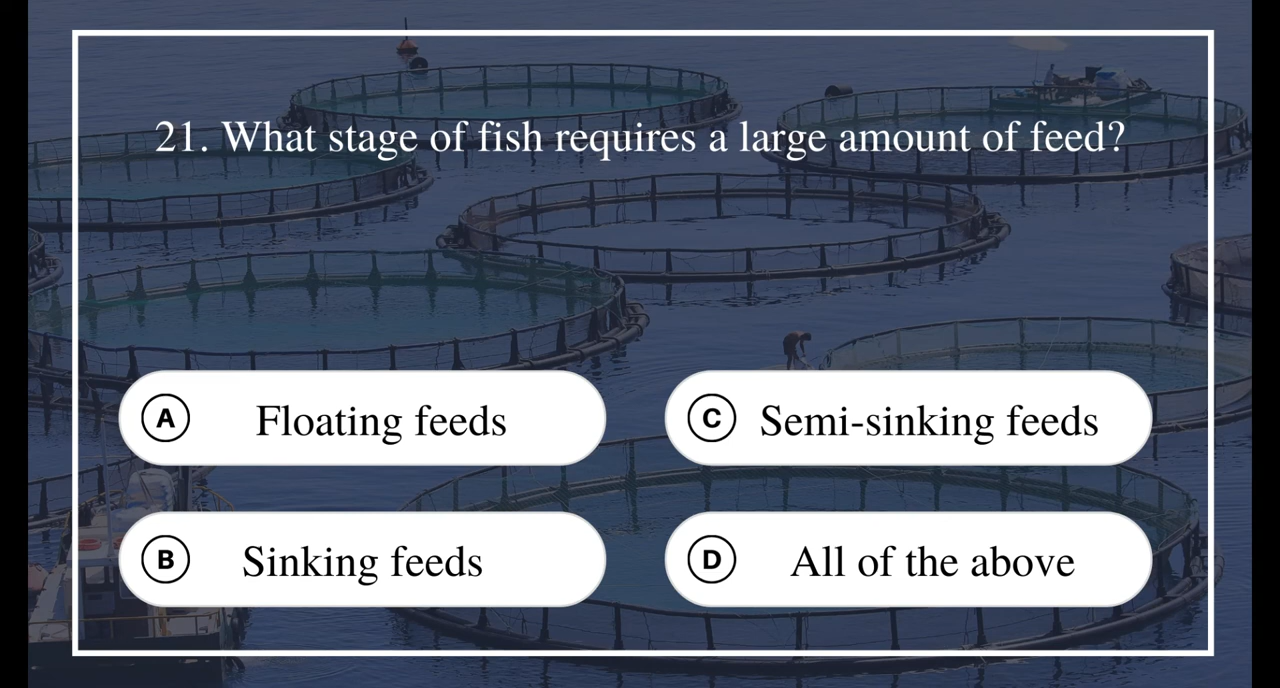 21. What stage of fish requires a large amount of feed?
A Floating feeds
B Sinking feeds
C Semi-sinking feeds
D All of the above